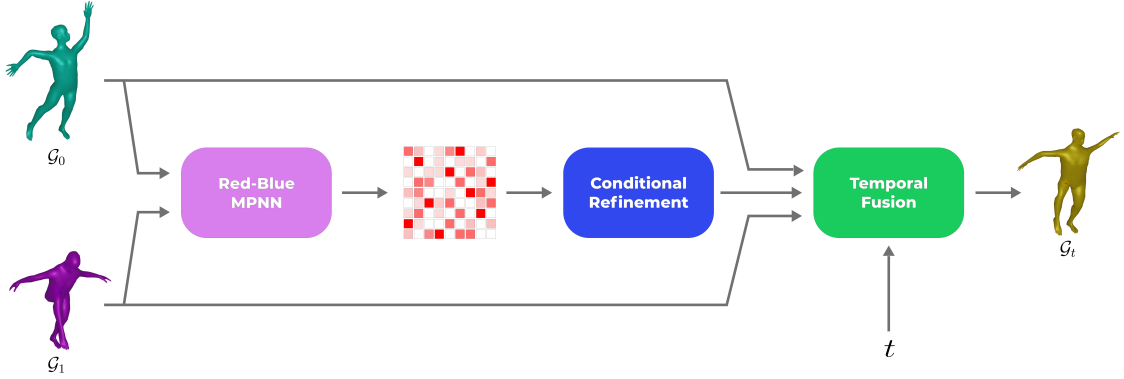 𝒢₀
Red-Blue
MPNN
Conditional
Refinement
Temporal
Fusion
𝒢ₜ
𝒢₁
t